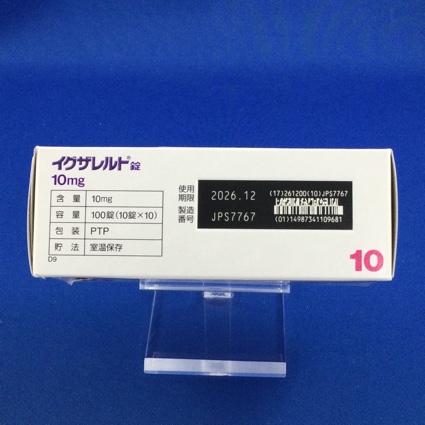 イグザレルト®錠
10mg
含量 10mg
容量 100錠(10錠×10)
包装 PTP
貯法 室温保存
D9
使用期限 2026.12
製造番号 JPS7767
(17)261200(10)JPS7767
(01)14987341109681
10